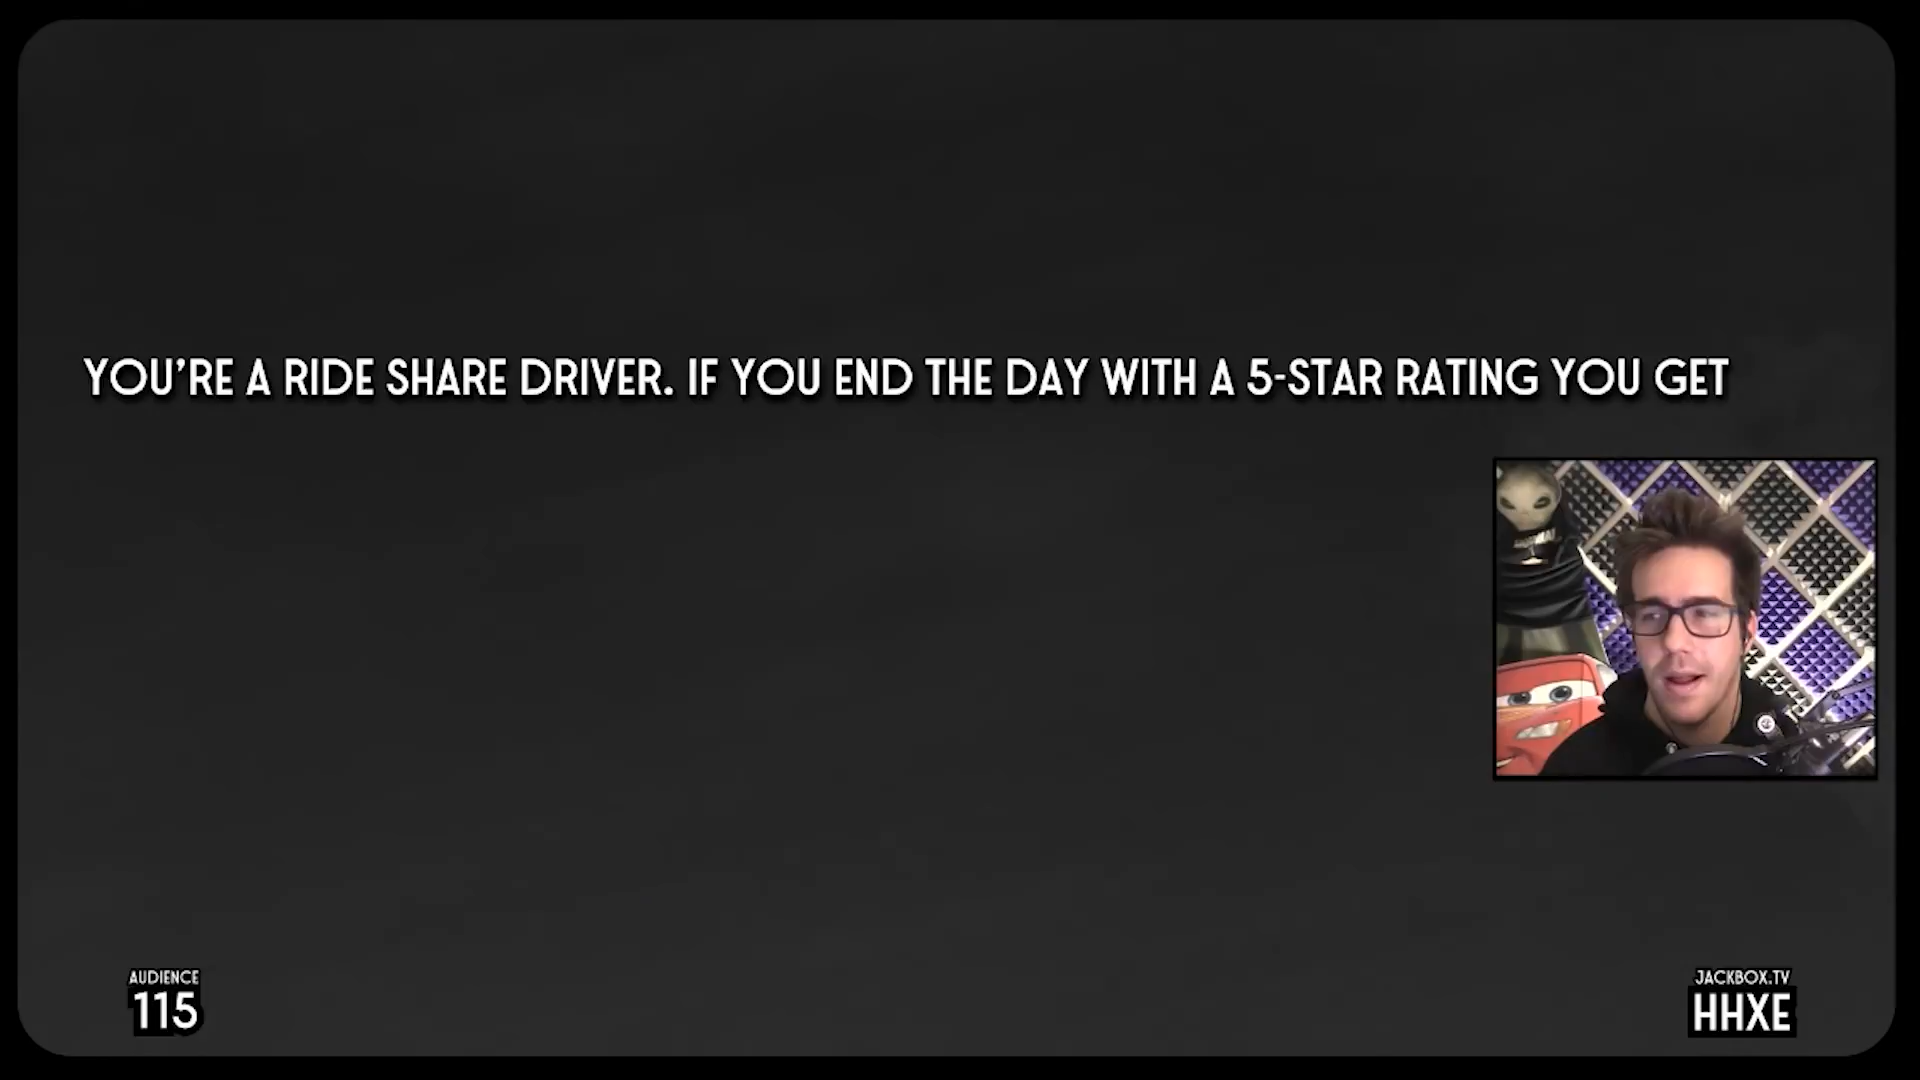 YOU'RE A RIDE SHARE DRIVER. IF YOU END THE DAY WITH A 5-STAR RATING YOU GET
AUDIENCE
115
JACKBOX.TV
HHXE